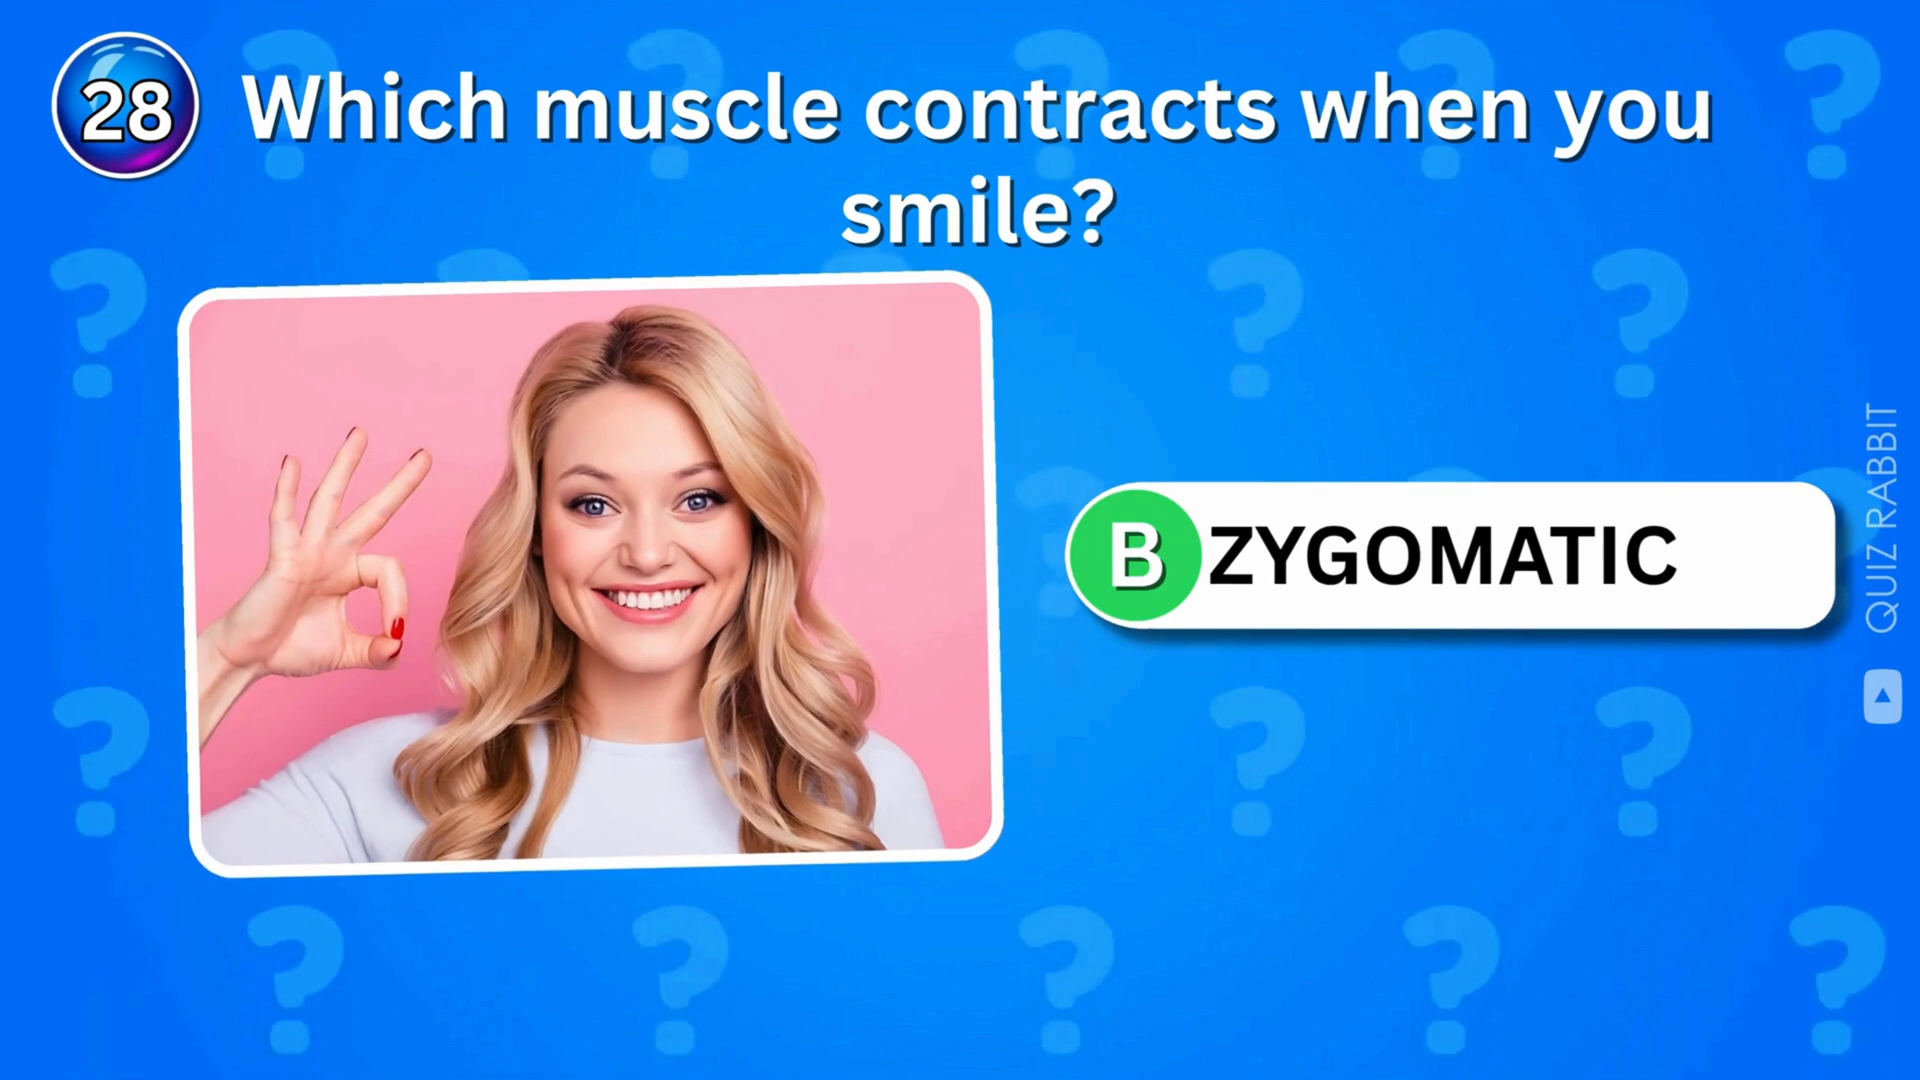 28
Which muscle contracts when you
smile?
B ZYGOMATIC
QUIZ RABBIT